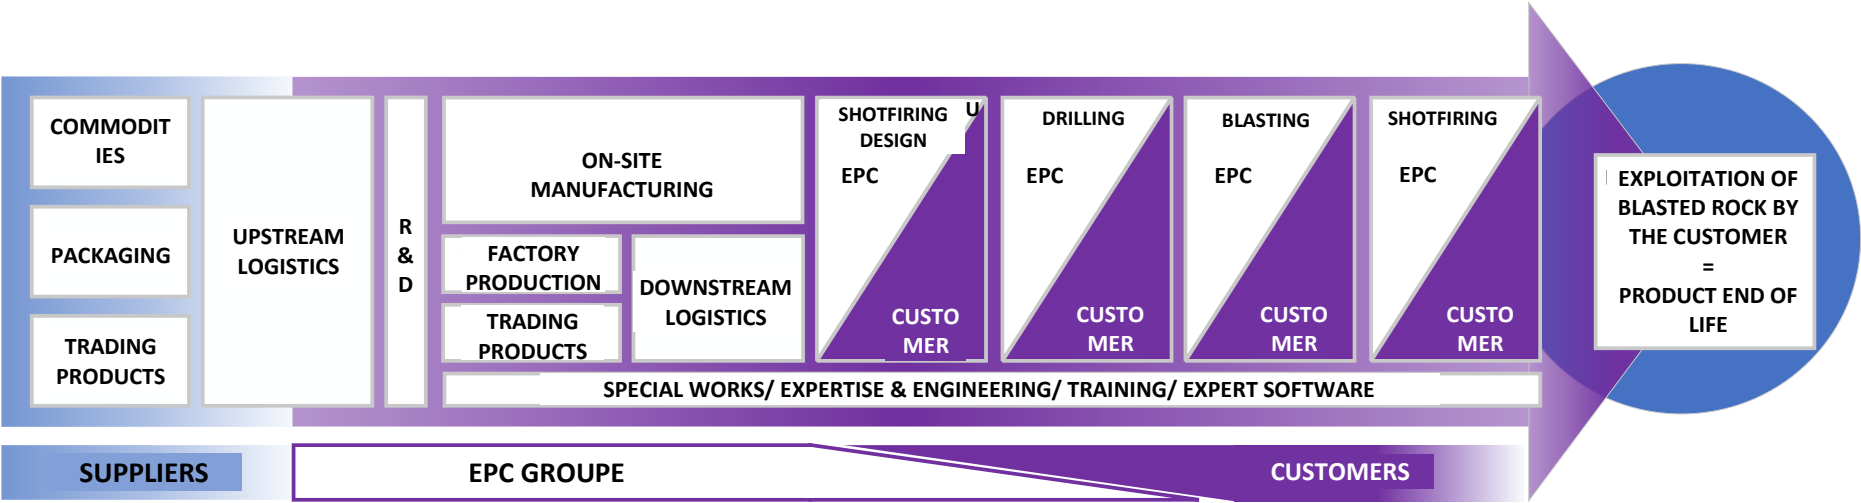 COMMODIT
IES
PACKAGING
TRADING
PRODUCTS
UPSTREAM
LOGISTICS
R
&
D
ON-SITE
MANUFACTURING
FACTORY
PRODUCTION
TRADING
PRODUCTS
DOWNSTREAM
LOGISTICS
SHOTFIRING U
DESIGN
EPC
CUSTO
MER
DRILLING
EPC
CUSTO
MER
BLASTING
EPC
CUSTO
MER
SHOTFIRING
EPC
CUSTO
MER
SPECIAL WORKS/ EXPERTISE & ENGINEERING/ TRAINING/ EXPERT SOFTWARE
EXPLOITATION OF
BLASTED ROCK BY
THE CUSTOMER
=
PRODUCT END OF
LIFE
SUPPLIERS
EPC GROUPE
CUSTOMERS